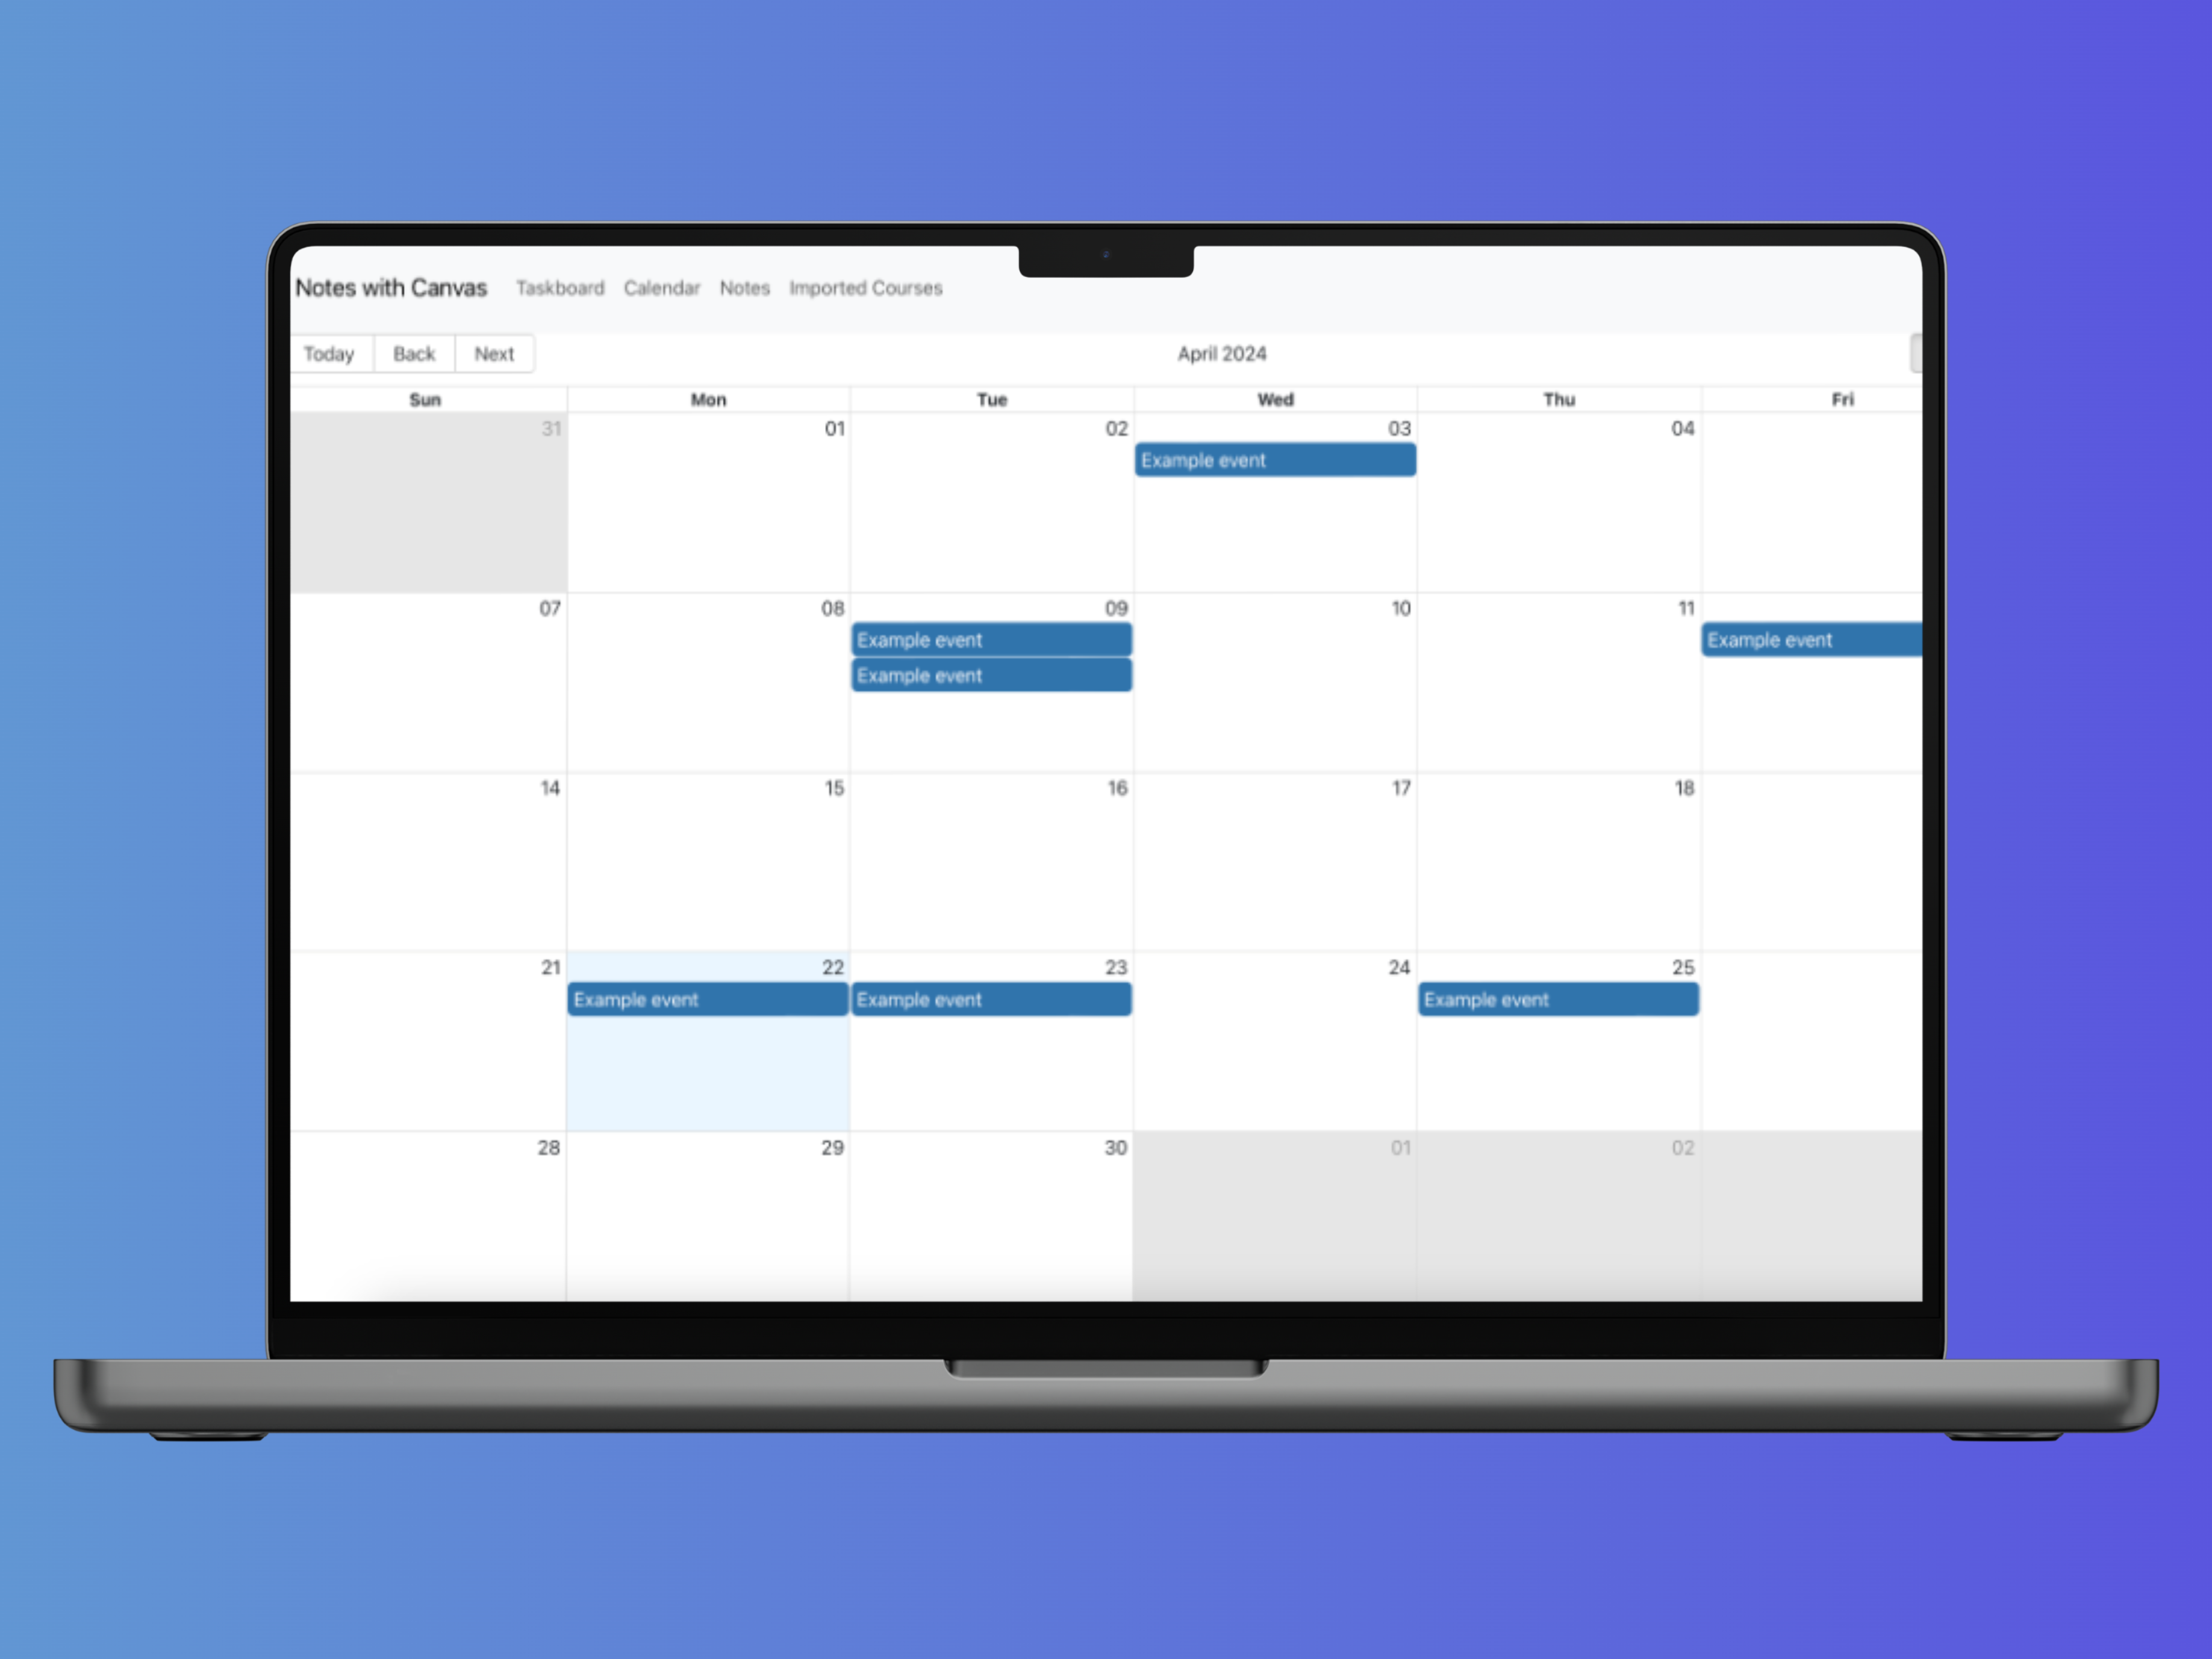 Notes with Canvas Taskboard Calendar Notes Imported Courses
Today Back Next April 2024
Sun Mon Tue Wed Thu Fri
31 01 02 03 04
Example event
07 08 09 10 11
Example event Example event
Example event
14 15 16 17 18
21 22 23 24 25
Example event Example event Example event
28 29 30 01 02